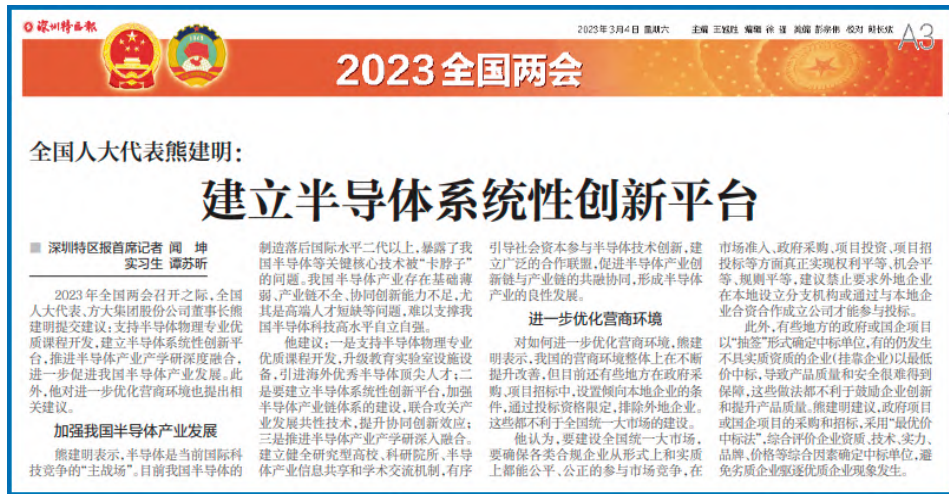 深圳特区报
2023年3月4日 星期六
主编 编辑 徐 美编 彭家伟 校对
A3
2023全国两会
全国人大代表熊建明：
建立半导体系统性创新平台
■ 深圳特区报首席记者 闻 坤
实习生 谭苏昕
2023年全国两会召开之际，全国
人大代表、方大集团股份公司董事长熊
建明提交建议：支持半导体物理专业优
质课程开发，建立半导体系统性创新平
台，推进半导体产业产学研深度融合，
进一步促进我国半导体产业发展。此
外，他对进一步优化营商环境也提出相
关建议。
加强我国半导体产业发展
熊建明表示，半导体是当前国际科
技竞争的“主战场”。目前我国半导体的
制造落后国际水平二代以上，暴露了我
国半导体等关键核心技术被“卡脖子”
的问题。我国半导体产业存在基础薄
弱、产业链不全、协同创新能力不足，尤
其是高端人才短缺等问题，难以支撑我
国半导体科技高水平自立自强。
他建议：一是支持半导体物理专业
优质课程开发，升级教育实验室设施设
备，引进海外优秀半导体顶尖人才；二
是要建立半导体系统性创新平台，加强
半导体产业链体系的建设，联合攻关产
业发展共性技术，提升协同创新效应；
三是推进半导体产业产学研深入融合。
建立健全研究型高校、科研院所、半导
体产业信息共享和学术交流机制，有序
引导社会资本参与半导体技术创新，建
立广泛的合作联盟，促进半导体产业创
新链与产业链的共融协同，形成半导体
产业的良性发展。
进一步优化营商环境
对如何进一步优化营商环境，熊建
明表示，我国的营商环境整体上在不断
提升改善，但目前还有些地方在政府采
购、项目招标中，设置倾向本地企业的条
件，通过投标资格限定，排除外地企业。
这些都不利于全国统一大市场的建设。
他认为，要建设全国统一大市场，
要确保各类合规企业从形式上和实质
上都能公平、公正的参与市场竞争，在
市场准入、政府采购、项目投资、项目招
投标等方面真正实现权利平等、机会平
等、规则平等，建议禁止要求外地企业
在本地设立分支机构或通过与本地企
业合资合作成立公司才能参与投标。
此外，有些地方的政府或国企项目
以“抽签”形式确定中标单位，有的仍发生
不具实质资质的企业（挂靠企业）以最低
价中标，导致产品质量和安全很难得到
保障，这些做法都不利于鼓励企业创新
和提升产品质量。熊建明建议，政府项目
或国企项目的采购和招标，采用“最优价
中标法”，综合评价企业资质、技术、实力、
品牌、价格等综合因素确定中标单位，避
免劣质企业驱逐优质企业现象发生。